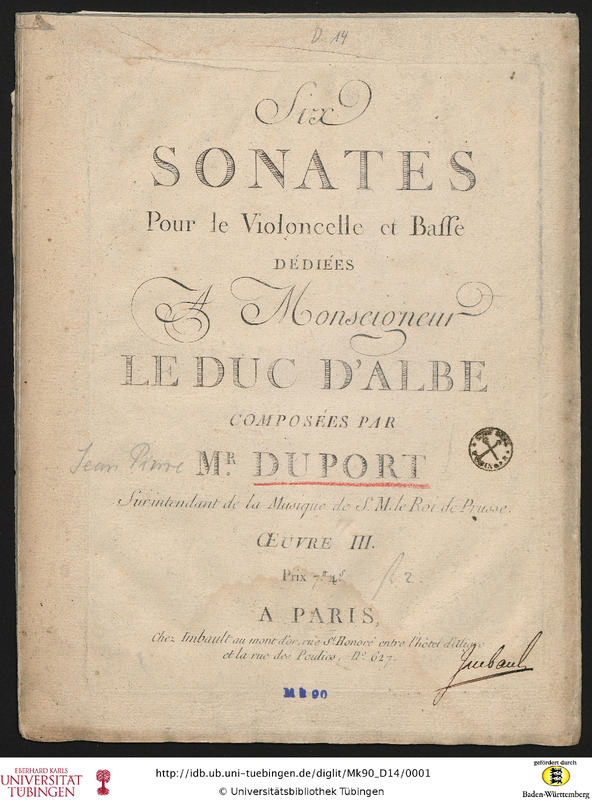 D. 14
Six
SONATES
Pour le Violoncelle et Basse
DÉDIÉES
A Monseigneur
LE DUC D'ALBE
COMPOSÉES PAR
Jean Pierre MR. DUPORT
Surintendant de la Musique de S. M. le Roi de Prusse.
ŒUVRE III.
Prix 7# 4s
A PARIS,
Chez Imbault au mont d'or, rue St. Honoré entre l'hôtel d'Aligre
et la rue des Poulies, No. 627.
Imbault
Mk 90
EBERHARD KARLS
UNIVERSITÄT
TÜBINGEN
http://idb.ub.uni-tuebingen.de/diglit/Mk90_D14/0001
© Universitätsbibliothek Tübingen
gefördert durch
Baden-Württemberg